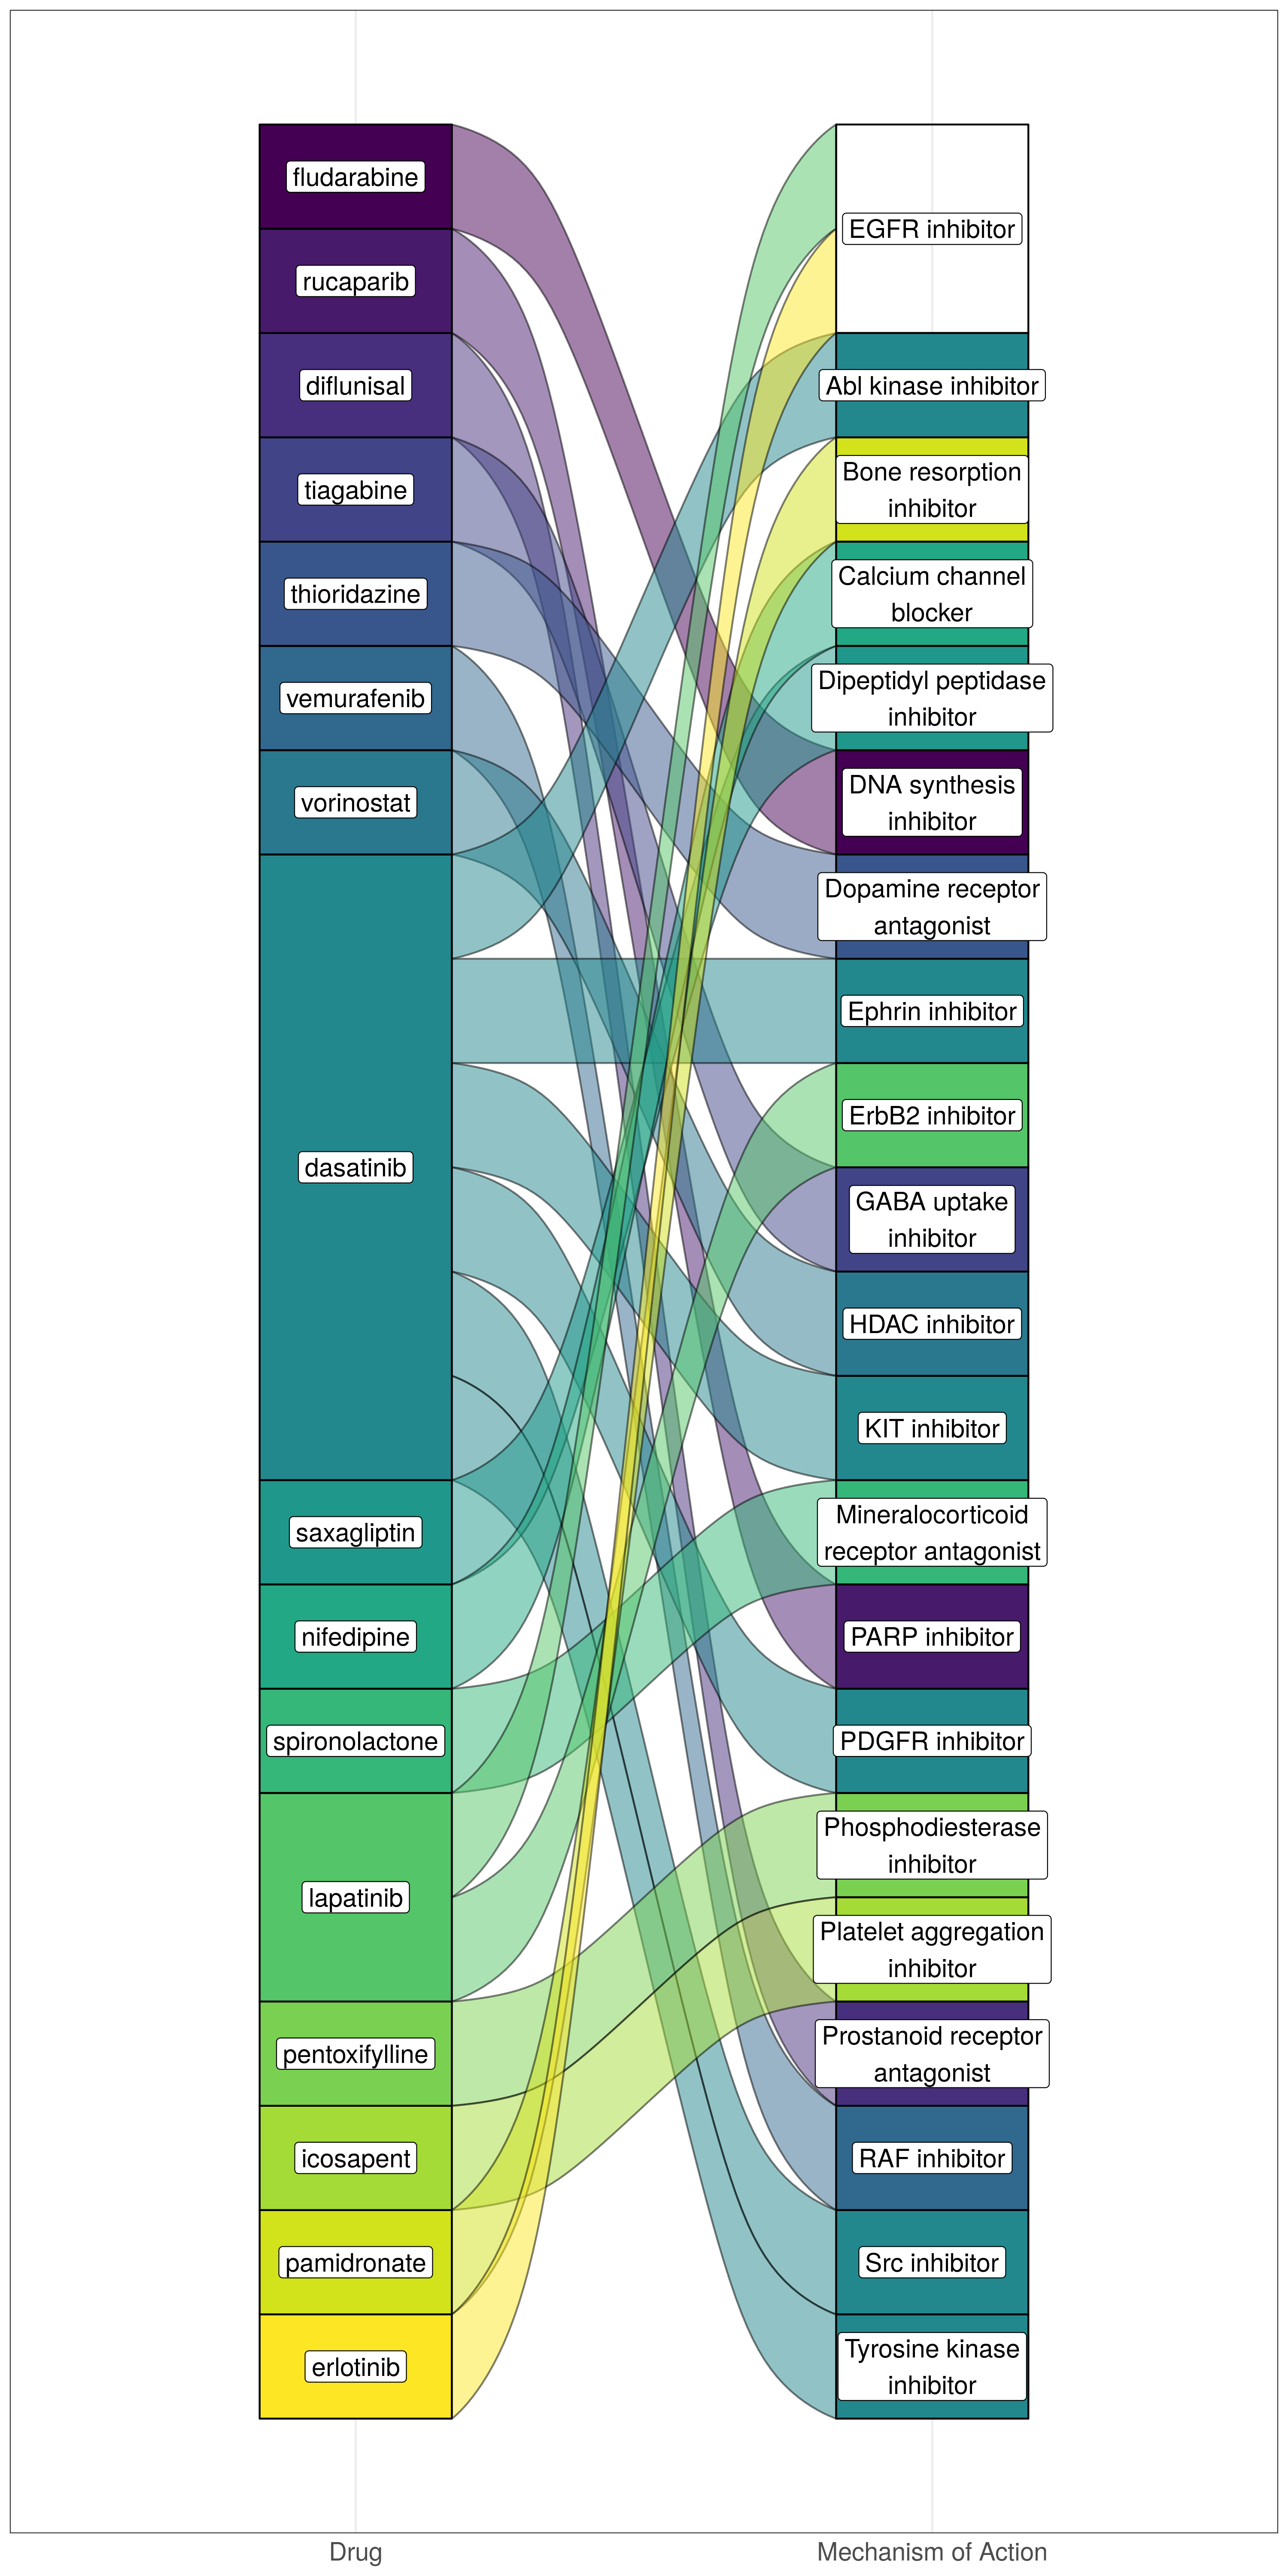 fludarabine
rucaparib
diflunisal
tiagabine
thioridazine
vemurafenib
vorinostat
dasatinib
saxagliptin
nifedipine
spironolactone
lapatinib
pentoxifylline
icosapent
pamidronate
erlotinib
EGFR inhibitor
Abl kinase inhibitor
Bone resorption
inhibitor
Calcium channel
blocker
Dipeptidyl peptidase
inhibitor
DNA synthesis
inhibitor
Dopamine receptor
antagonist
Ephrin inhibitor
ErbB2 inhibitor
GABA uptake
inhibitor
HDAC inhibitor
KIT inhibitor
Mineralocorticoid
receptor antagonist
PARP inhibitor
PDGFR inhibitor
Phosphodiesterase
inhibitor
Platelet aggregation
inhibitor
Prostanoid receptor
antagonist
RAF inhibitor
Src inhibitor
Tyrosine kinase
inhibitor
Drug
Mechanism of Action